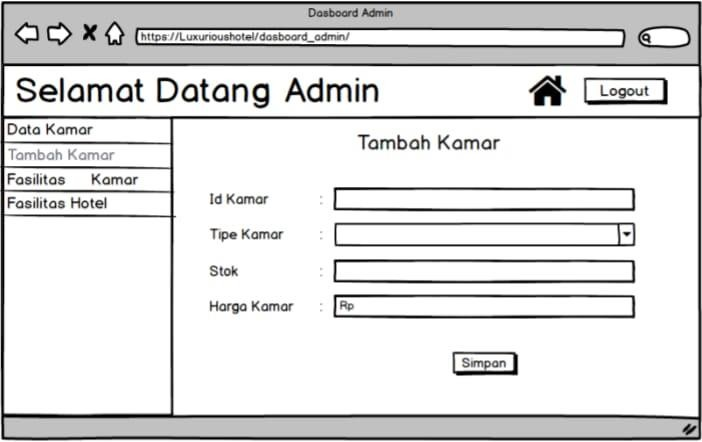 Dasboard Admin
https://Luxurioushotel/dasboard_admin/
Selamat Datang Admin
Logout
Data Kamar
Tambah Kamar
Fasilitas Kamar
Fasilitas Hotel
Tambah Kamar
Id Kamar :
Tipe Kamar :
Stok :
Harga Kamar : Rp
Simpan